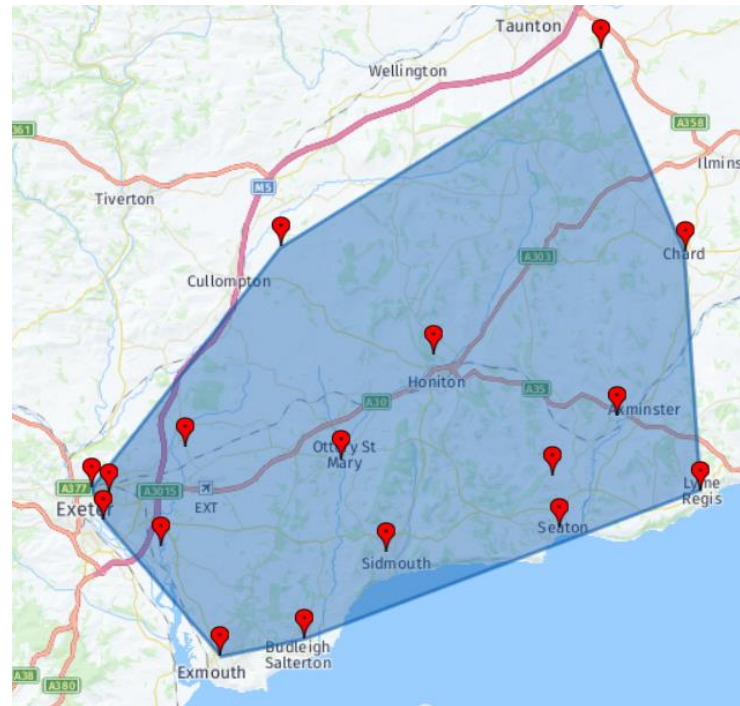 Taunton
Wellington
361
A358
Ilmins
Tiverton
M5
Chard
A303
Cullompton
Honiton
A35
A30
Axminster
Ottery St
Mary
A377
A3015
Lyme
Regis
Exeter
EXT
Seaton
Sidmouth
Budleigh
Salterton
Exmouth
A38
A380